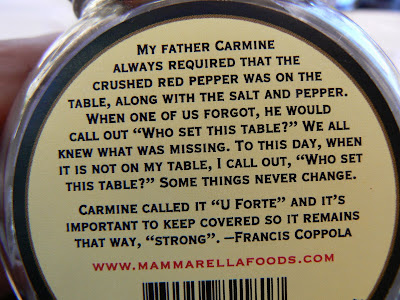 My father Carmine
always required that the
crushed red pepper was on the
table, along with the salt and pepper.
When one of us forgot, he would
call out “Who set this table?” We all
knew what was missing. To this day, when
it is not on my table, I call out, “Who set
this table?” Some things never change.
Carmine called it “U Forte” and it’s
important to keep covered so it remains
that way, “strong”. –Francis Coppola
www.mammarellafoods.com